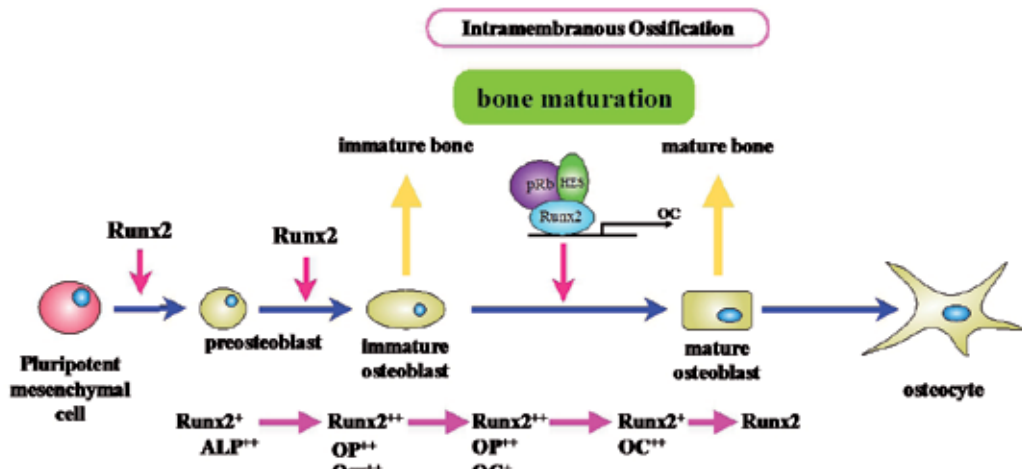 Intramembranous Ossification
bone maturation
immature bone
mature bone
pRb HES
Runx2
OC
Runx2
Runx2
preosteoblast
immature
osteoblast
mature
osteoblast
Pluripotent
mesenchymal
cell
osteocyte
Runx2⁺ Runx2⁺⁺ Runx2⁺⁺ Runx2⁺ Runx2
ALP⁺⁺ OP⁺⁺ OP⁺⁺ OC⁺⁺
OC⁺